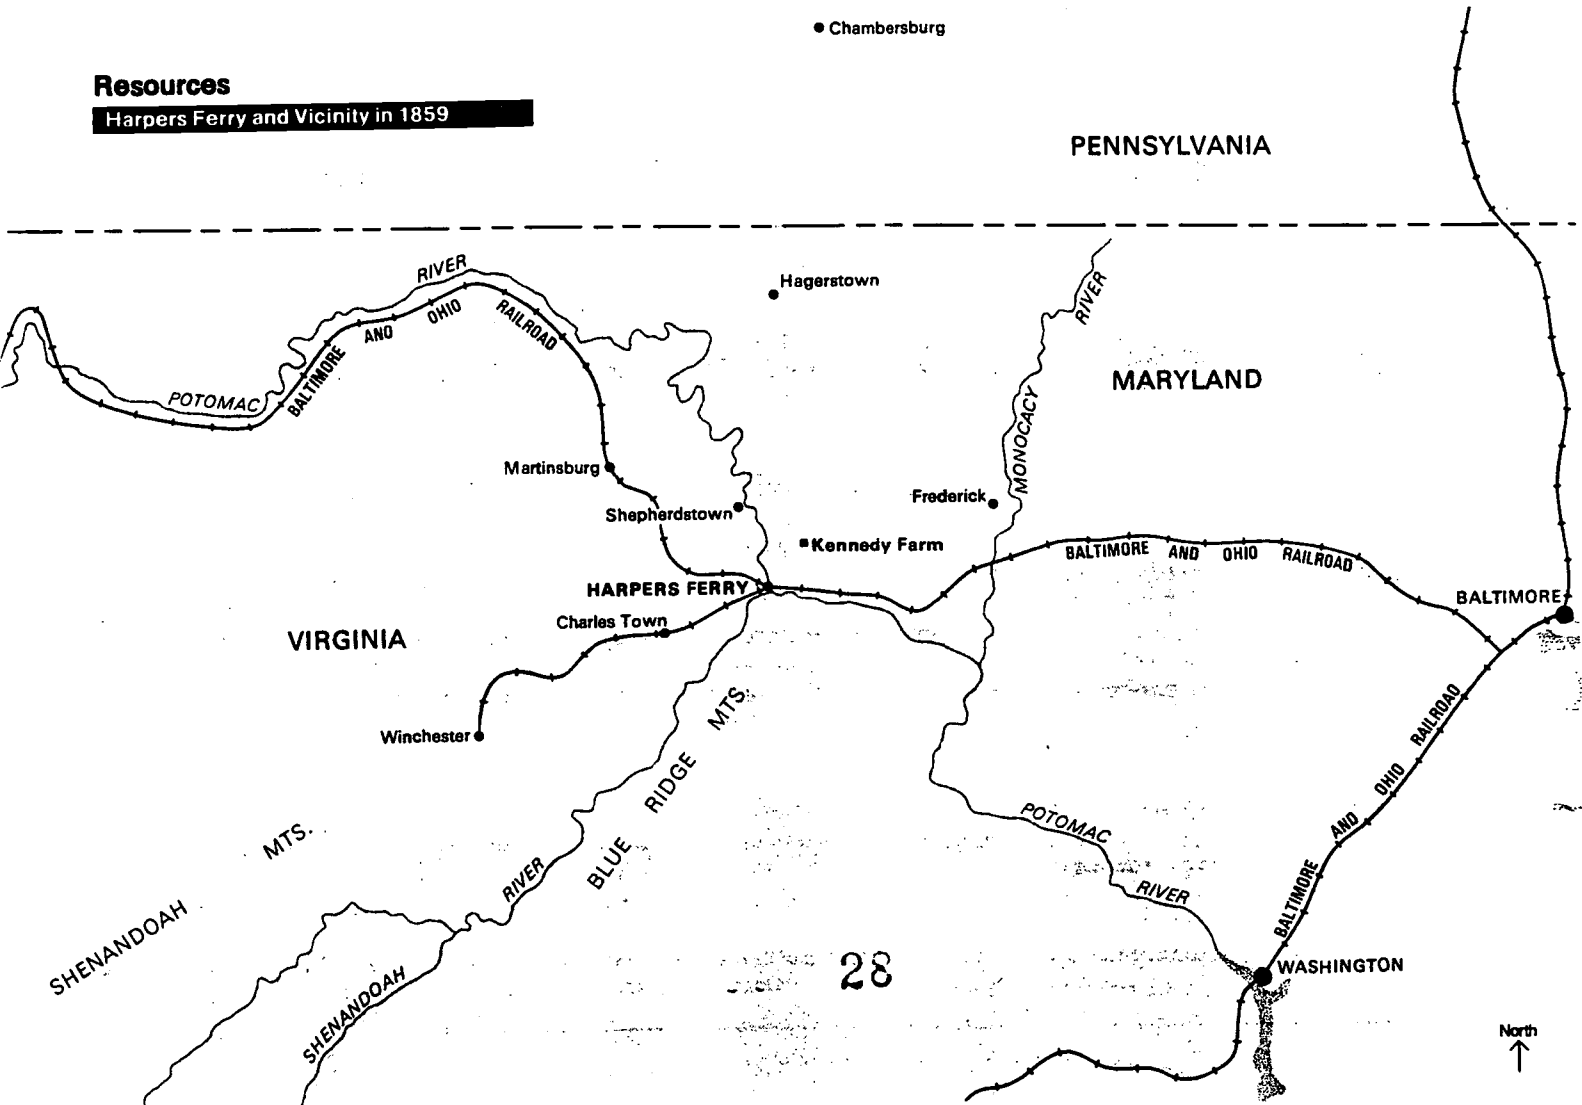 Chambersburg
Resources
Harpers Ferry and Vicinity in 1859
PENNSYLVANIA
RIVER
Hagerstown
RIVER
BALTIMORE AND OHIO RAILROAD
MARYLAND
POTOMAC
MONOCACY
Martinsburg
Frederick
Shepherdstown
Kennedy Farm
BALTIMORE AND OHIO RAILROAD
HARPERS FERRY
BALTIMORE
Charles Town
VIRGINIA
Winchester
BLUE RIDGE MTS.
BALTIMORE AND OHIO RAILROAD
POTOMAC
RIVER
SHENANDOAH MTS.
RIVER
SHENANDOAH
28
WASHINGTON
North